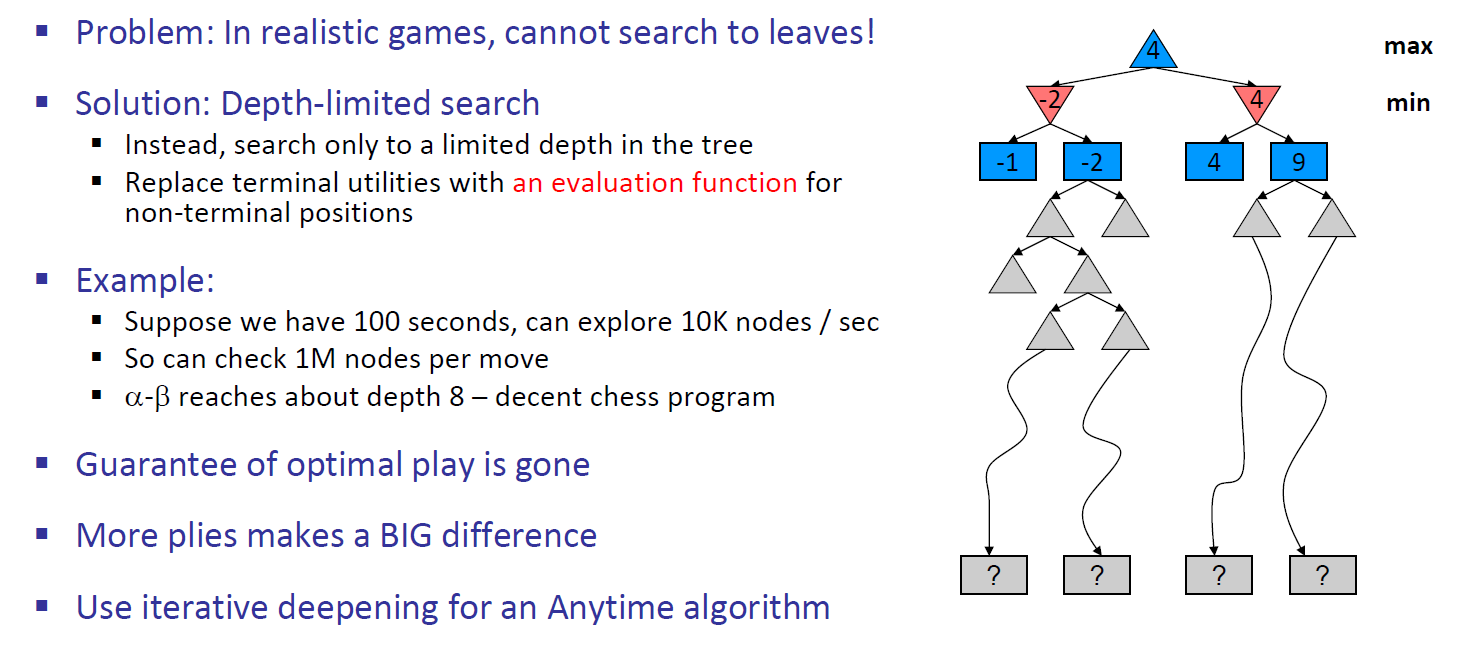 Problem: In realistic games, cannot search to leaves!
Solution: Depth-limited search
Instead, search only to a limited depth in the tree
Replace terminal utilities with an evaluation function for
non-terminal positions
Example:
Suppose we have 100 seconds, can explore 10K nodes / sec
So can check 1M nodes per move
α-β reaches about depth 8 – decent chess program
Guarantee of optimal play is gone
More plies makes a BIG difference
Use iterative deepening for an Anytime algorithm
4 max
-2 4 min
-1 -2 4 9
? ? ? ?